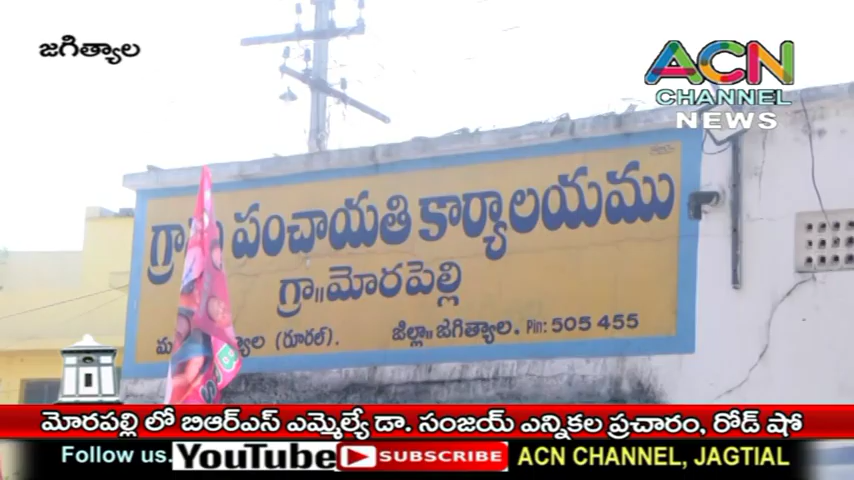 జగిత్యాల
ACN
CHANNEL
NEWS
పంచాయతి కార్యాలయము
గ్రా॥మోరపెల్లి
(రూరల్). జిల్లా॥ జగిత్యాల. Pin: 505 455
మోరపల్లి లో బిఆర్ఎస్ ఎమ్మెల్యే డా. సంజయ్ ఎన్నికల ప్రచారం, రోడ్ షో
Follow us. YouTube SUBSCRIBE ACN CHANNEL, JAGTIAL